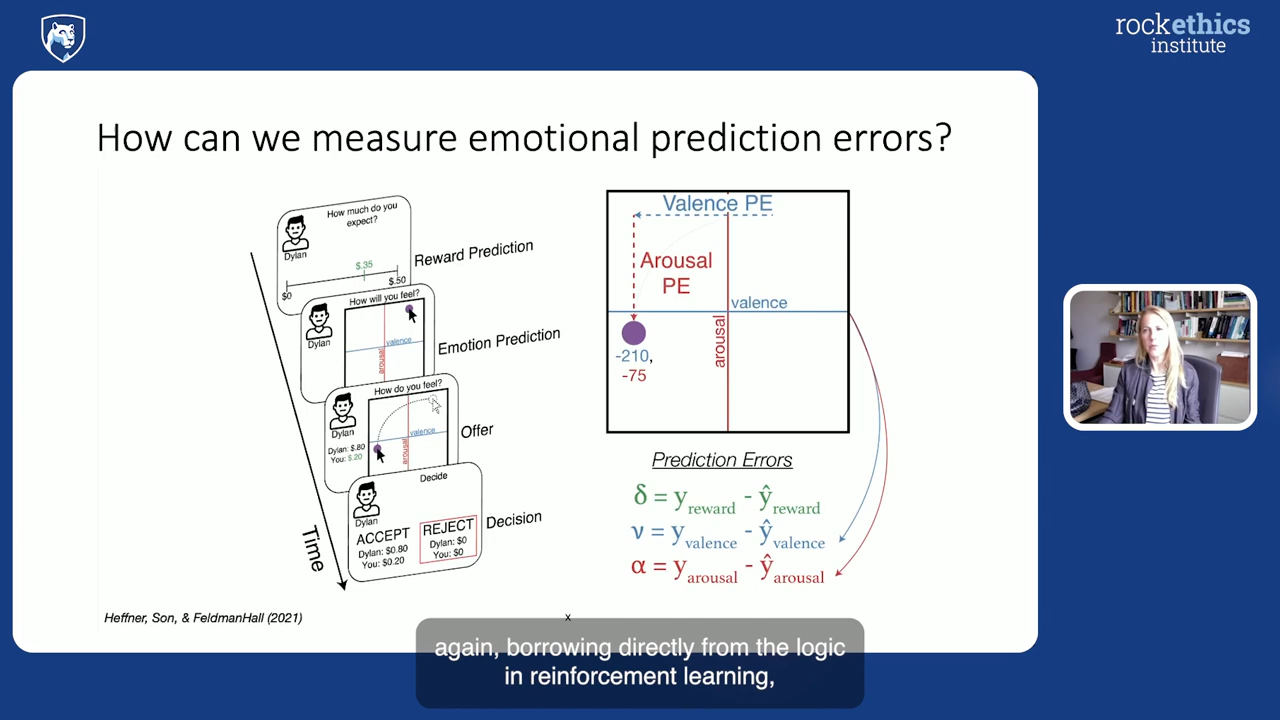 rockethics
institute
How can we measure emotional prediction errors?
How much do you
expect?
Dylan
$.35
$0
$.50
Reward Prediction
How will you feel?
Dylan
valence
arousal
Emotion Prediction
How do you feel?
Dylan
Dylan: $.80
You: $.20
valence
arousal
Offer
Decide
Dylan
ACCEPT
Dylan: $0.80
You: $0.20
REJECT
Dylan: $0
You: $0
Decision
Time
Valence PE
Arousal
PE
valence
arousal
-210,
-75
Prediction Errors
δ = y reward - ŷ reward
ν = y valence - ŷ valence
α = y arousal - ŷ arousal
Heffner, Son, & FeldmanHall (2021)
x
again, borrowing directly from the logic
in reinforcement learning,